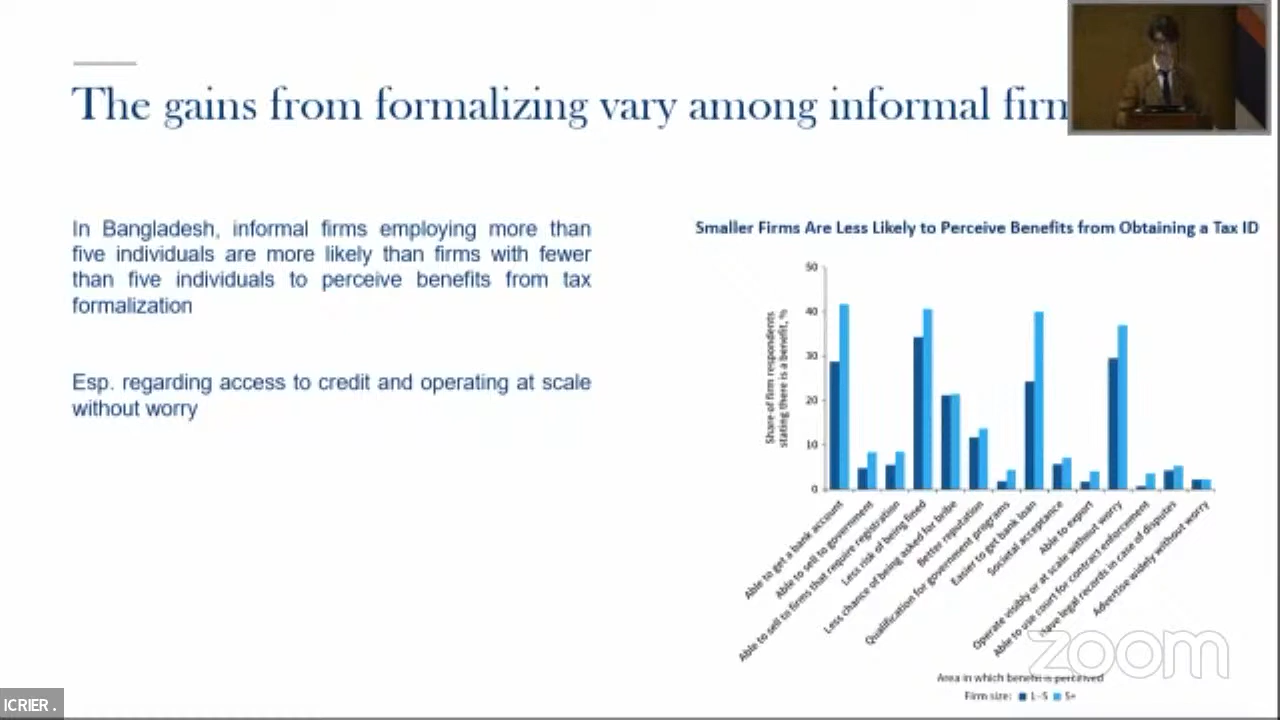 The gains from formalizing vary among informal firm
In Bangladesh, informal firms employing more than
five individuals are more likely than firms with fewer
than five individuals to perceive benefits from tax
formalization
Esp. regarding access to credit and operating at scale
without worry
Smaller Firms Are Less Likely to Perceive Benefits from Obtaining a Tax ID
Share of firm respondents
stating there is a benefit, %
50
40
30
20
10
0
Able to get a bank account
Able to sell to government
Able to sell to firms that require registration
Less risk of being fined
Less chance of being asked for bribe
Better reputation
Qualification for government programs
Easier to get bank loan
Societal acceptance
Able to export
Operate visibly or at scale without worry
Able to use court for contract enforcement
Have legal records in case of disputes
Advertise widely without worry
Area in which benefit is perceived
Firm size: 1–5 5+
zoom
ICRIER .